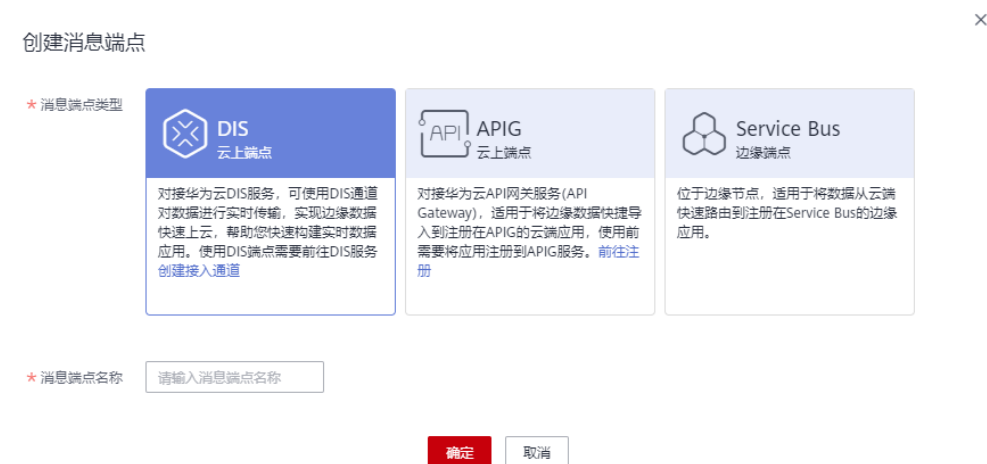 创建消息端点
* 消息端点类型
DIS
云上端点
对接华为云DIS服务，可使用DIS通道
对数据进行实时传输，实现边缘数据
快速上云，帮助您快速构建实时数据
应用。使用DIS端点需要前往DIS服务
创建接入通道
API
APIG
云上端点
对接华为云API网关服务(API
Gateway)，适用于将边缘数据快捷导
入到注册在APIG的云端应用，使用前
需要将应用注册到APIG服务。前往注
册
Service Bus
边缘端点
位于边缘节点，适用于将数据从云端
快速路由到注册在Service Bus的边缘
应用。
* 消息端点名称
请输入消息端点名称
确定
取消